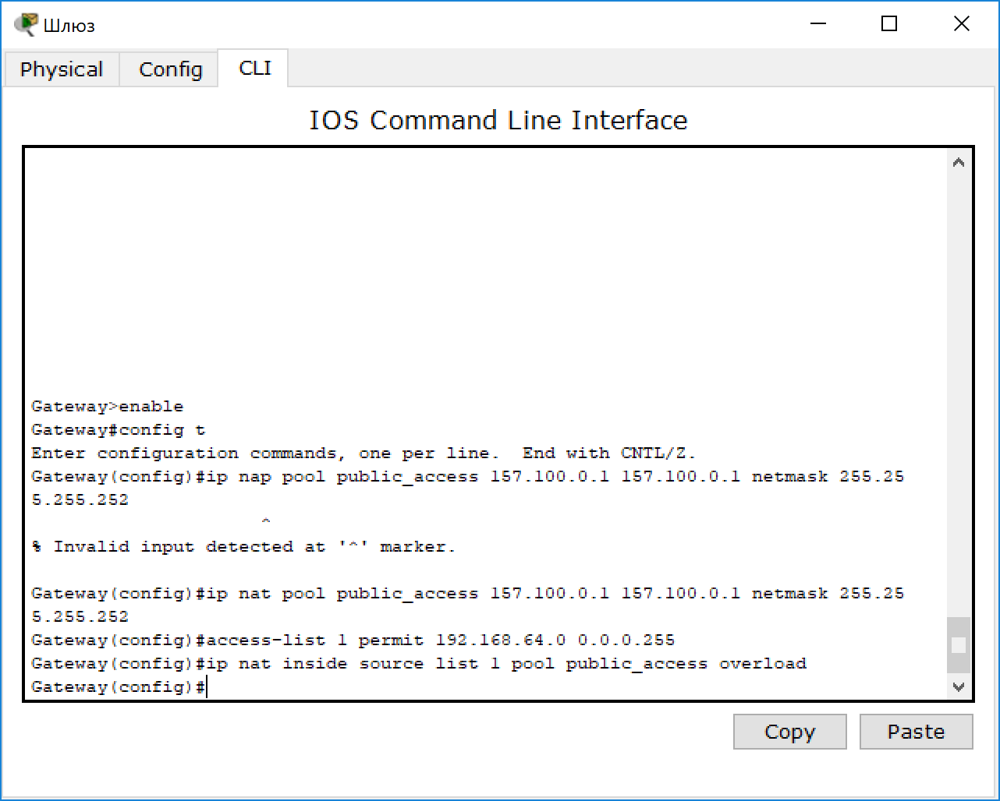 Шлюз
Physical Config CLI
IOS Command Line Interface
Gateway>enable
Gateway#config t
Enter configuration commands, one per line.  End with CNTL/Z.
Gateway(config)#ip nap pool public_access 157.100.0.1 157.100.0.1 netmask 255.25
5.255.252
^
% Invalid input detected at '^' marker.
Gateway(config)#ip nat pool public_access 157.100.0.1 157.100.0.1 netmask 255.25
5.255.252
Gateway(config)#access-list 1 permit 192.168.64.0 0.0.0.255
Gateway(config)#ip nat inside source list 1 pool public_access overload
Gateway(config)#
Copy Paste